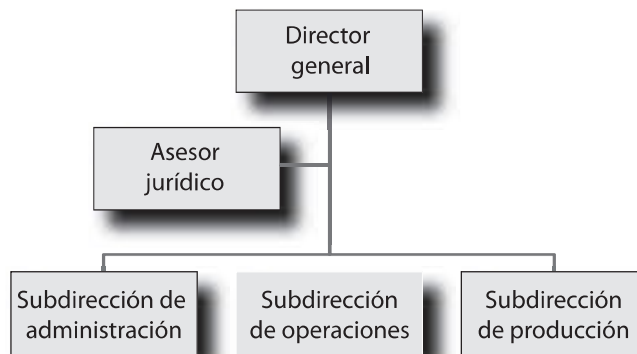 Director
general
Asesor
jurídico
Subdirección de
administración
Subdirección
de operaciones
Subdirección
de producción